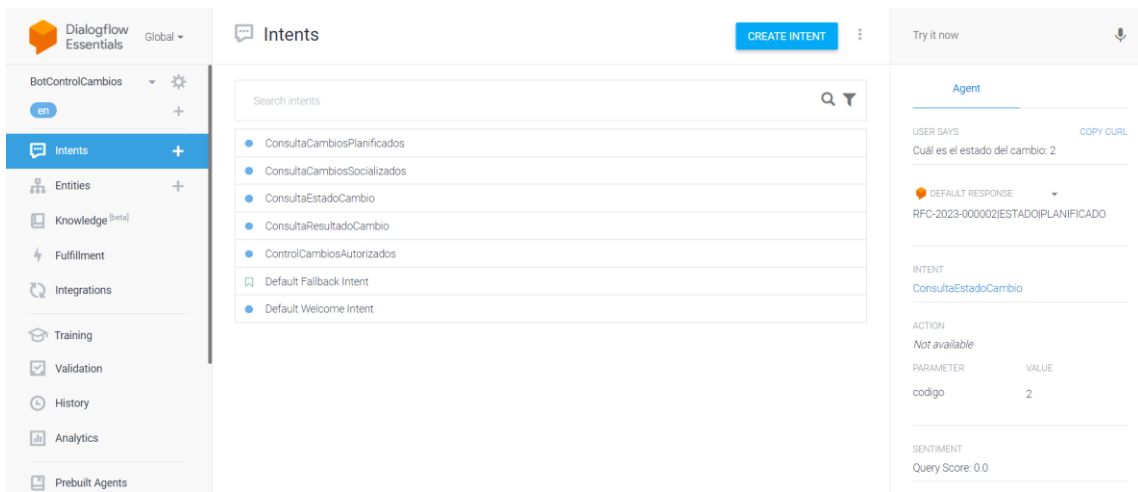 Dialogflow
Essentials
Global
BotControlCambios
en
Intents
Entities
Knowledge [beta]
Fulfillment
Integrations
Training
Validation
History
Analytics
Prebuilt Agents
Intents
CREATE INTENT
Search intents
ConsultaCambiosPlanificados
ConsultaCambiosSocializados
ConsultaEstadoCambio
ConsultaResultadoCambio
ControlCambiosAutorizados
Default Fallback Intent
Default Welcome Intent
Try it now
Agent
USER SAYS COPY CURL
Cuál es el estado del cambio: 2
DEFAULT RESPONSE
RFC-2023-000002|ESTADO|PLANIFICADO
INTENT
ConsultaEstadoCambio
ACTION
Not available
PARAMETER VALUE
codigo 2
SENTIMENT
Query Score: 0.0